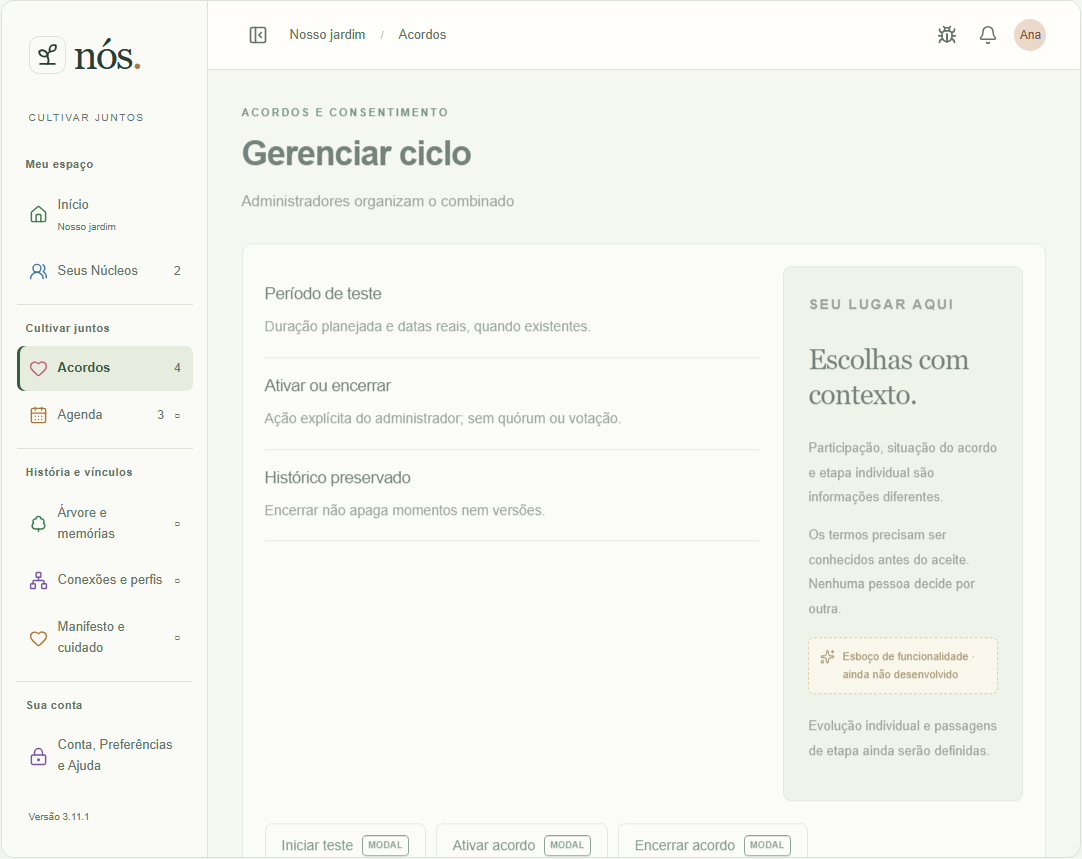 nós.
CULTIVAR JUNTOS
Meu espaço
Início
Nosso jardim
Seus Núcleos 2
Cultivar juntos
Acordos 4
Agenda 3
História e vínculos
Árvore e
memórias
Conexões e perfis
Manifesto e
cuidado
Sua conta
Conta, Preferências
e Ajuda
Versão 3.11.1
Nosso jardim / Acordos
Ana
ACORDOS E CONSENTIMENTO
Gerenciar ciclo
Administradores organizam o combinado
Período de teste
Duração planejada e datas reais, quando existentes.
Ativar ou encerrar
Ação explícita do administrador; sem quórum ou votação.
Histórico preservado
Encerrar não apaga momentos nem versões.
SEU LUGAR AQUI
Escolhas com
contexto.
Participação, situação do acordo
e etapa individual são
informações diferentes.
Os termos precisam ser
conhecidos antes do aceite.
Nenhuma pessoa decide por
outra.
Esboço de funcionalidade ·
ainda não desenvolvido
Evolução individual e passagens
de etapa ainda serão definidas.
Iniciar teste MODAL
Ativar acordo MODAL
Encerrar acordo MODAL